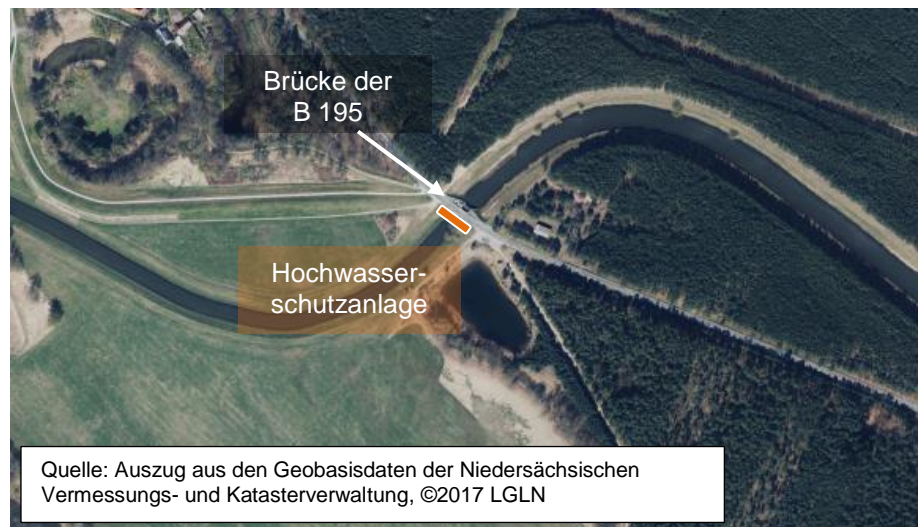 Brücke der
B 195
Hochwasser-
schutzanlage
Quelle: Auszug aus den Geobasisdaten der Niedersächsischen
Vermessungs- und Katasterverwaltung, ©2017 LGLN